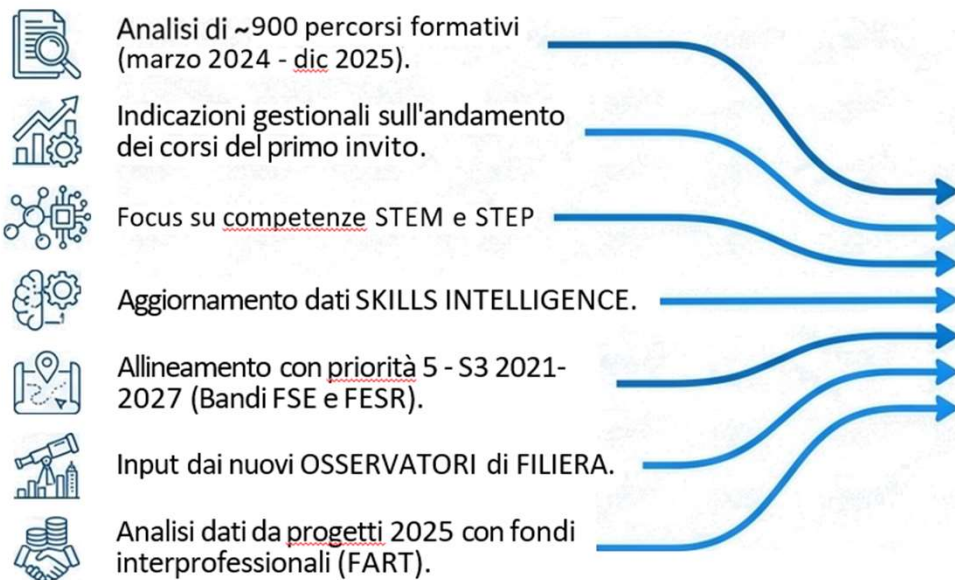 Analisi di ~900 percorsi formativi
(marzo 2024 - dic 2025).
Indicazioni gestionali sull'andamento
dei corsi del primo invito.
Focus su competenze STEM e STEP
Aggiornamento dati SKILLS INTELLIGENCE.
Allineamento con priorità 5 - S3 2021-
2027 (Bandi FSE e FESR).
Input dai nuovi OSSERVATORI di FILIERA.
Analisi dati da progetti 2025 con fondi
interprofessionali (FART).